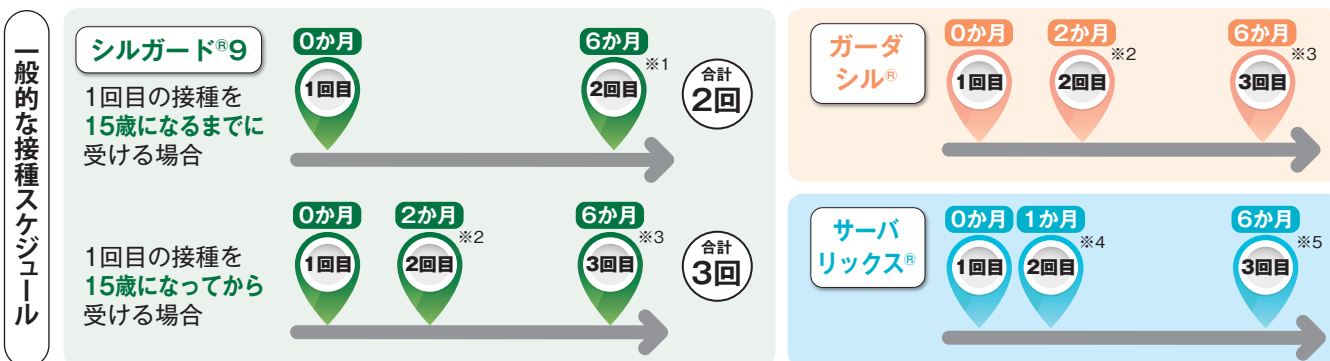 一般的な接種スケジュール
シルガード®9
1回目の接種を
15歳になるまでに
受ける場合
0か月
1回目
6か月
※1
2回目
合計
2回
1回目の接種を
15歳になってから
受ける場合
0か月
1回目
2か月
※2
2回目
6か月
※3
3回目
合計
3回
ガーダ
シル®
0か月
1回目
2か月
※2
2回目
6か月
※3
3回目
サーバ
リックス®
0か月
1回目
1か月
※4
2回目
6か月
※5
3回目